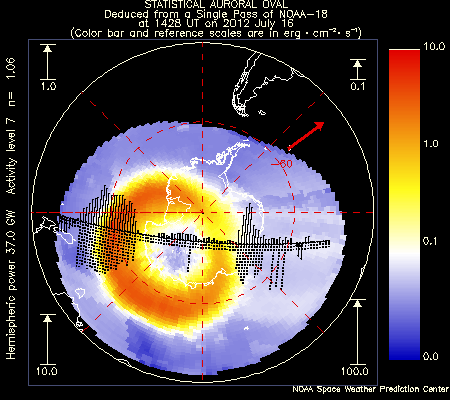 STATISTICAL AURORAL OVAL
Deduced from a Single Pass of NOAA-18
at 1428 UT on 2012 July 16
(Color bar and reference scales are in erg·cm⁻²·s⁻¹)
1.0
0.1
10.0
1.0
0.1
0.0
-60
Hemispheric power 37.0 GW Activity level 7 n= 1.06
10.0
100.0
NOAA Space Weather Prediction Center